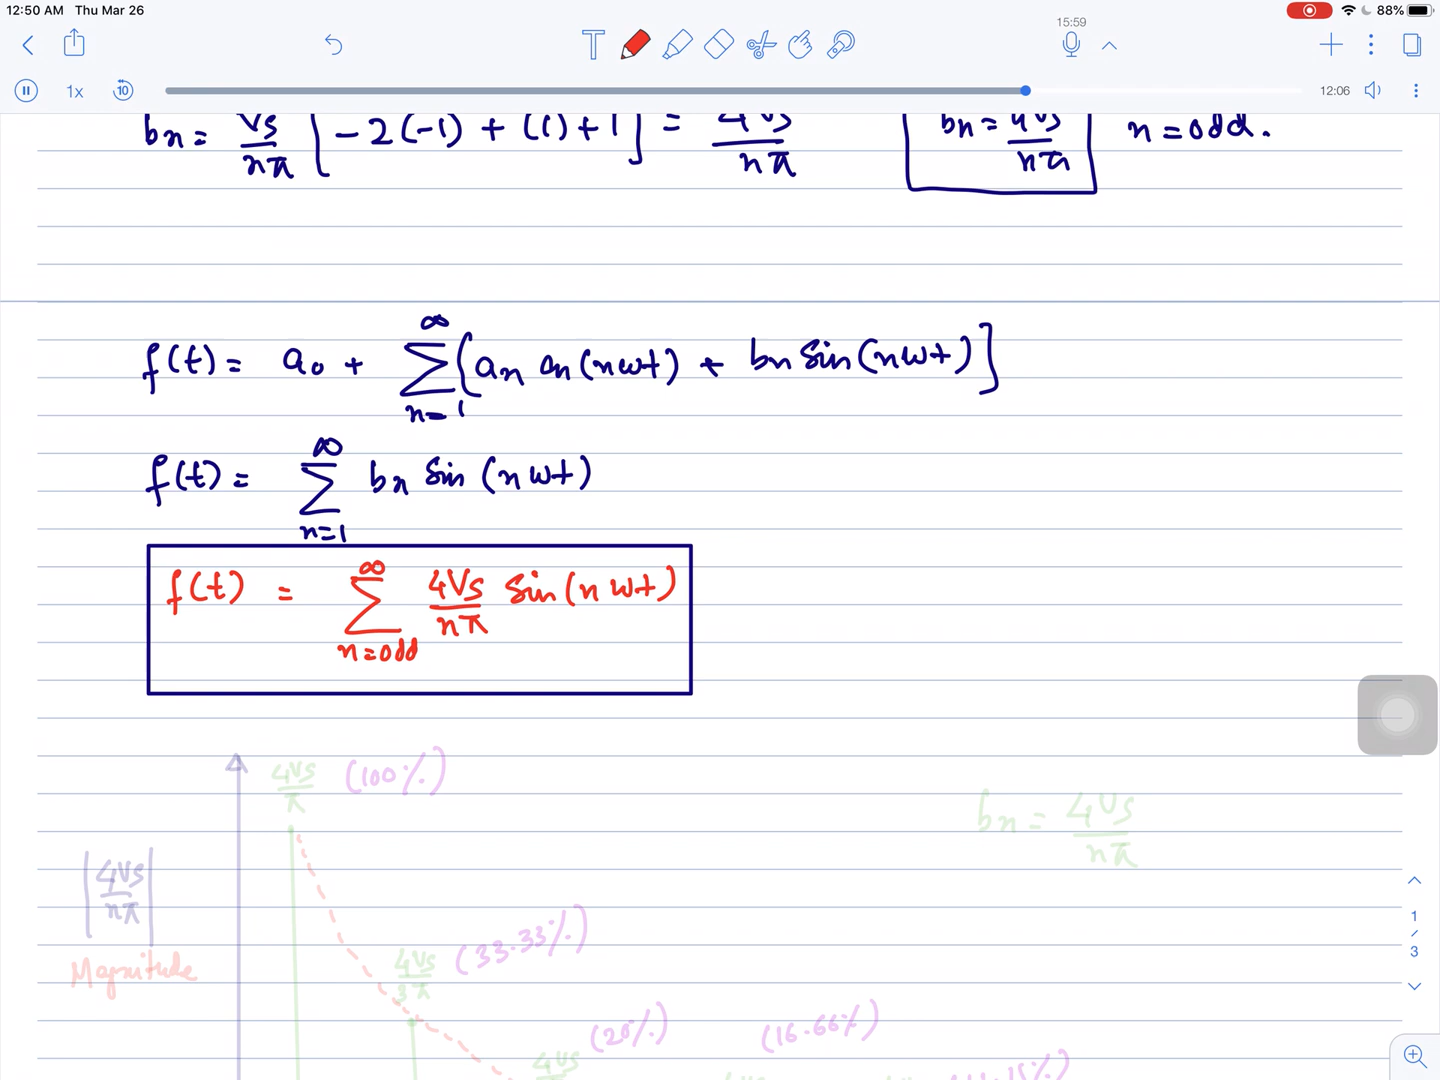 12:50 AM Thu Mar 26
88%
15:59
1x
10
12:06
bn = Vs/nπ [-2(-1) + (1) + 1] = 4Vs/nπ bn = 4Vs/nπ n = odd.
f(t) = a0 + ∞ Σ n=1 {an cos(nωt) + bn sin(nωt)]
f(t) = ∞ Σ n=1 bn sin(nωt)
f(t) = ∞ Σ n=odd 4Vs/nπ sin(nωt)
4Vs/π (100%)
bn = 4Vs/nπ
|4Vs/nπ|
Magnitude
4Vs/3π (33.33%)
(20%) (16.66%)
4Vs
1/3